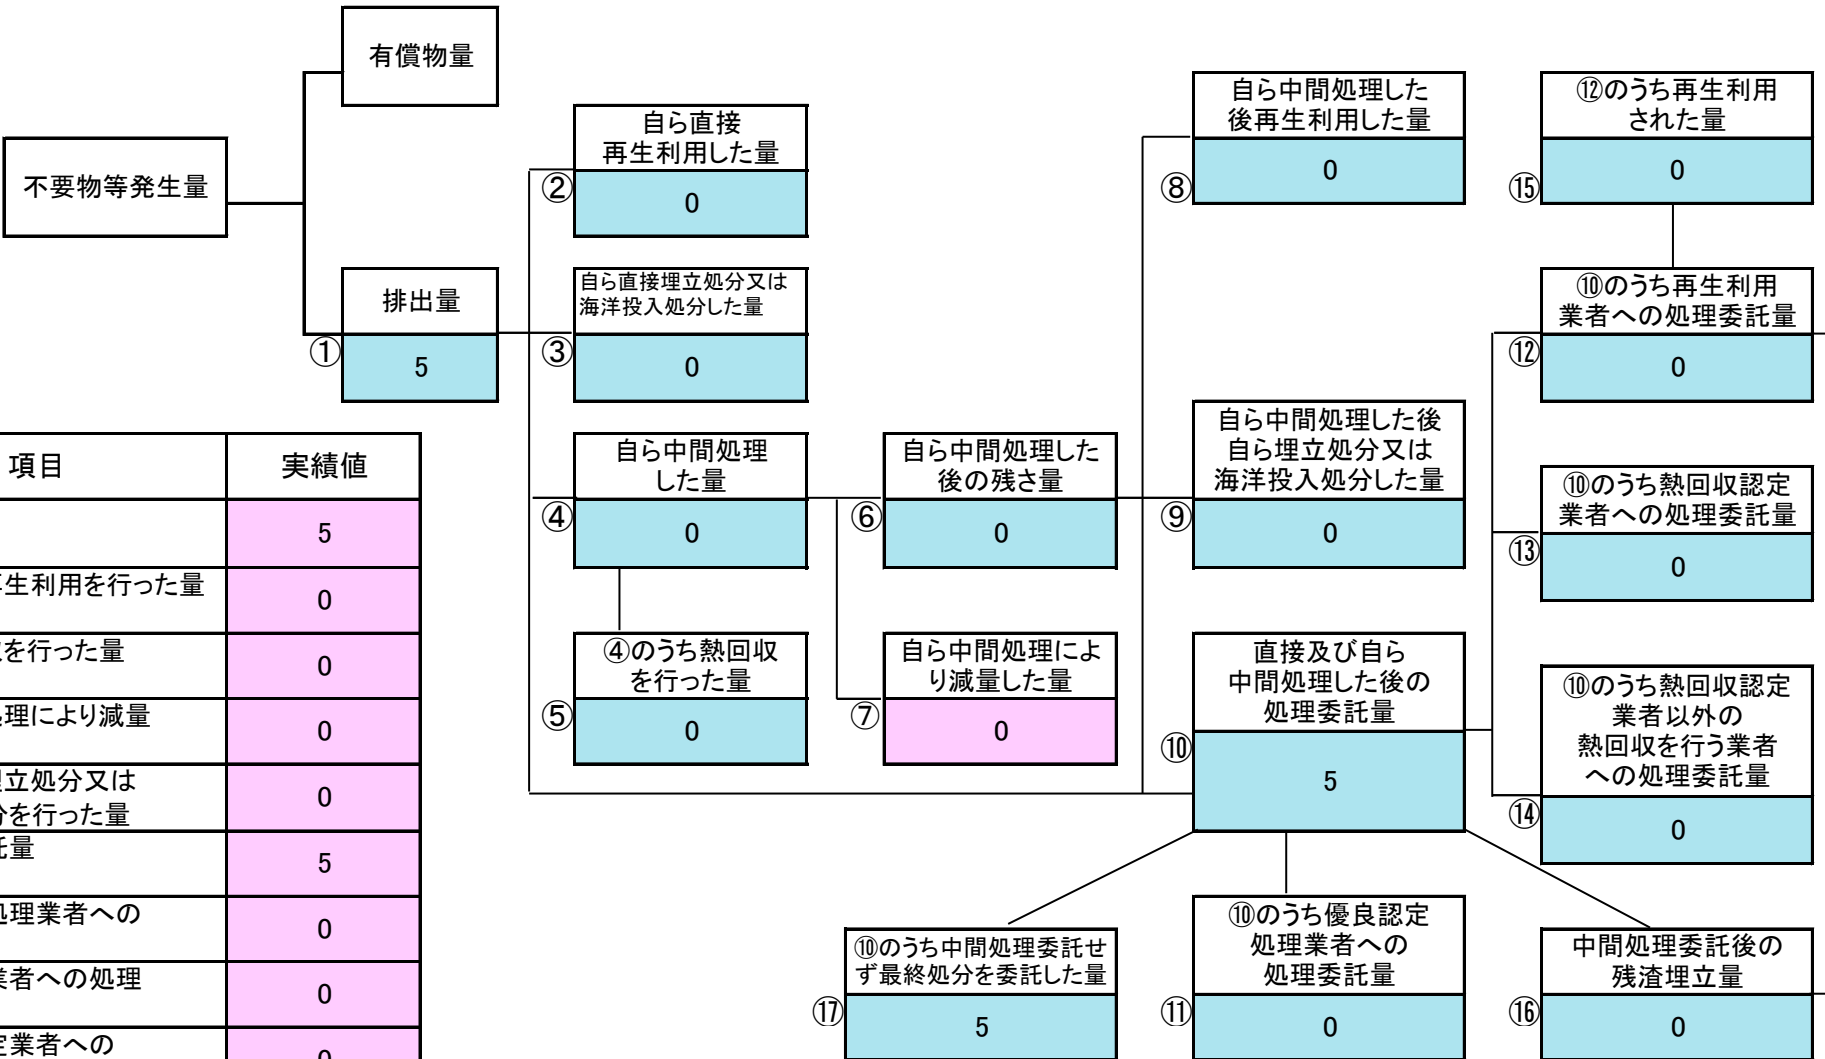 有償物量
不要物等発生量
排出量
①
5
自ら直接
再生利用した量
②
0
自ら直接埋立処分又は
海洋投入処分した量
③
0
自ら中間処理
した量
④
0
④のうち熱回収
を行った量
⑤
0
自ら中間処理した
後の残さ量
⑥
0
自ら中間処理によ
り減量した量
⑦
0
自ら中間処理した
後再生利用した量
⑧
0
自ら中間処理した後
自ら埋立処分又は
海洋投入処分した量
⑨
0
直接及び自ら
中間処理した後の
処理委託量
⑩
5
⑩のうち優良認定
処理業者への
処理委託量
⑪
0
⑫のうち再生利用
された量
⑮
0
⑩のうち再生利用
業者への処理委託量
⑫
0
⑩のうち熱回収認定
業者への処理委託量
⑬
0
⑩のうち熱回収認定
業者以外の
熱回収を行う業者
への処理委託量
⑭
0
中間処理委託後の
残渣埋立量
⑯
0
⑩のうち中間処理委託せ
ず最終処分を委託した量
⑰
5
項目 実績値
5
生利用を行った量
0
を行った量
0
理により減量
0
立処分又は
を行った量
0
託量
5
処理業者への
0
業者への処理
0
定業者への
0